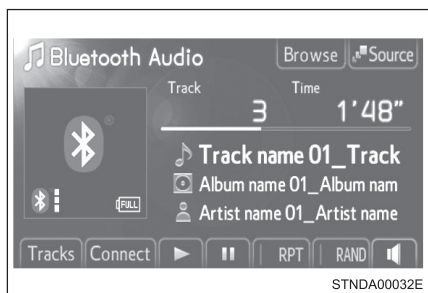 Bluetooth Audio Browse Source
Track Time
3 1'48"
Track name 01_Track
Album name 01_Album nam
FULL
Artist name 01_Artist name
Tracks Connect RPT RAND
STNDA00032E